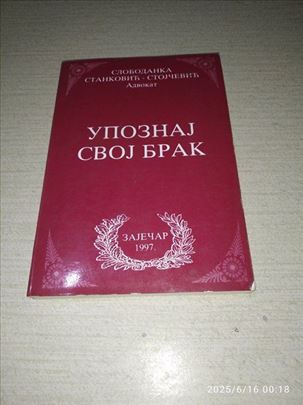 СЛОБОДАНКА
СТАНКОВИЋ - СТОЈЧЕВИЋ
Адвокат
УПОЗНАЈ
СВОЈ БРАК
ЗАЈЕЧАР
1997.
2025/6/16 00:18